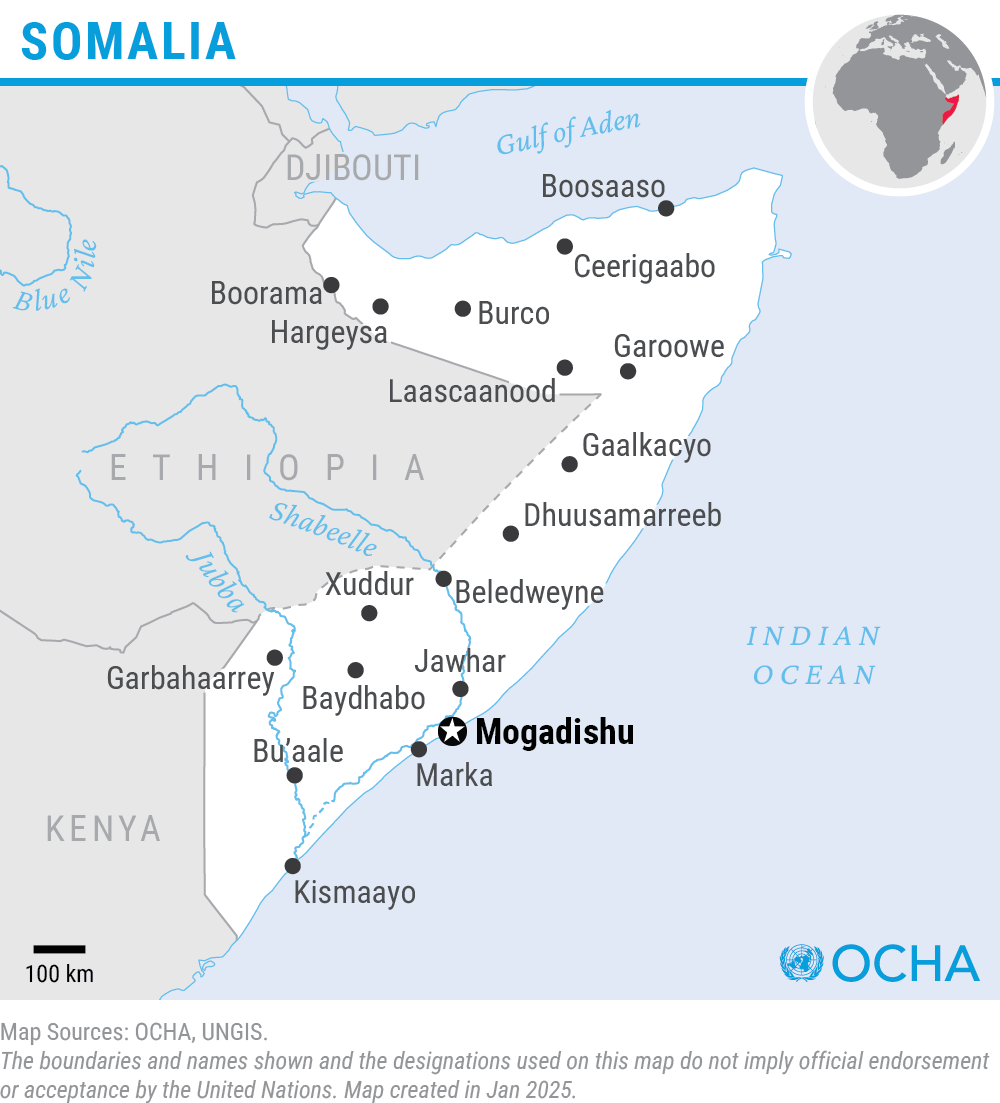 SOMALIA
Gulf of Aden
DJIBOUTI
Boosaaso
Ceerigaabo
Blue Nile
Boorama
Hargeysa
Burco
Garoowe
Laascaanood
Gaalkacyo
ETHIOPIA
Shabeelle
Dhuusamarreeb
Jubba
Xuddur
Beledweyne
INDIAN
OCEAN
Garbahaarrey
Jawhar
Baydhabo
Mogadishu
Bu’aale
Marka
KENYA
Kismaayo
100 km
OCHA
Map Sources: OCHA, UNGIS.
The boundaries and names shown and the designations used on this map do not imply official endorsement
or acceptance by the United Nations. Map created in Jan 2025.